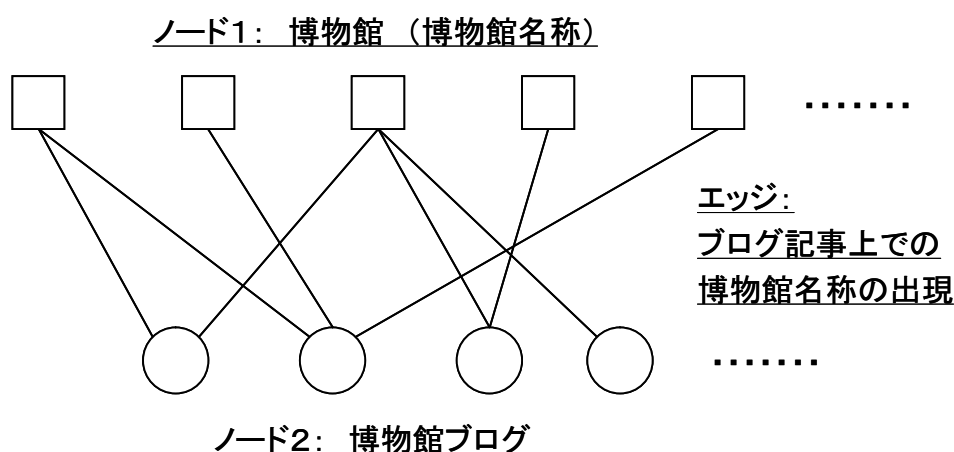 ノード1： 博物館 （博物館名称）
・・・・・・・
エッジ：
ブログ記事上での
博物館名称の出現
・・・・・・・
ノード2： 博物館ブログ